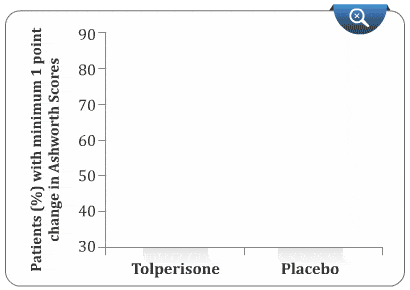 Patients (%) with minimum 1 point
change in Ashworth Scores
90
80
70
60
50
40
30
Tolperisone
Placebo